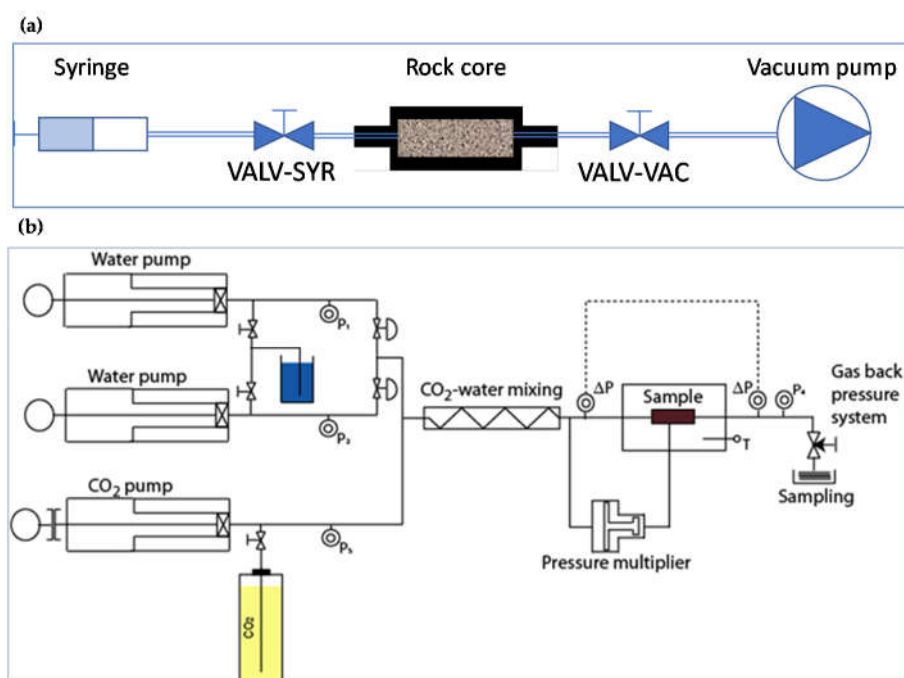 (a)
Syringe
Rock core
Vacuum pump
VALV-SYR
VALV-VAC
(b)
Water pump
P₁
Water pump
P₂
CO₂-water mixing
ΔP
Sample
ΔP
P₄
Gas back
pressure
system
T
Sampling
CO₂ pump
P₃
Pressure multiplier
CO₂